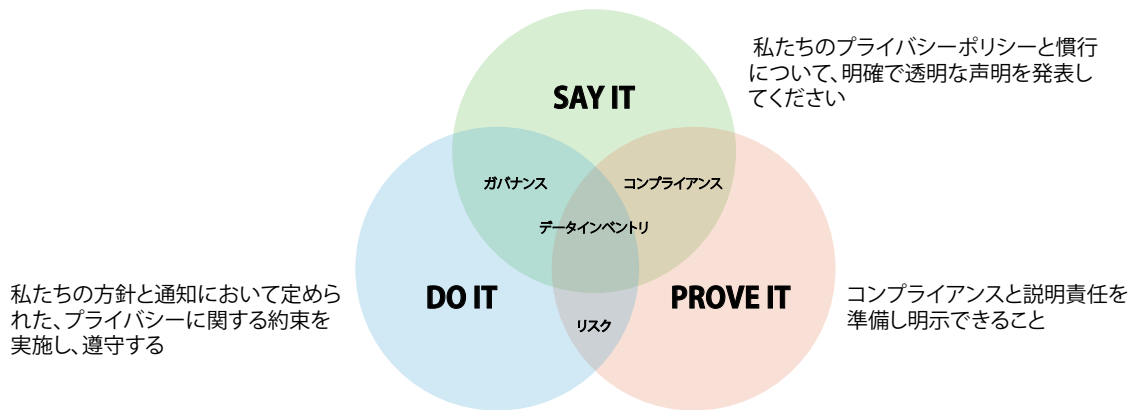 私たちのプライバシーポリシーと慣行
について、明確で透明な声明を発表し
てください
SAY IT
ガバナンス
コンプライアンス
データインベントリ
DO IT
PROVE IT
リスク
私たちの方針と通知において定めら
れた、プライバシーに関する約束を
実施し、遵守する
コンプライアンスと説明責任を
準備し明示できること